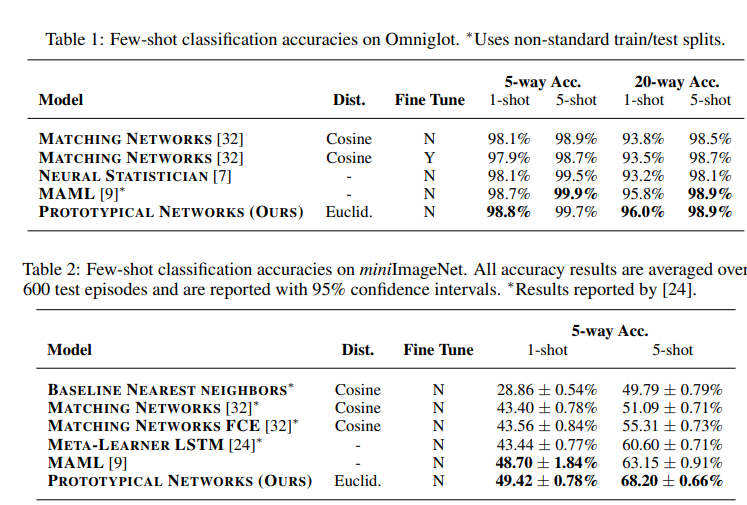 Table 1: Few-shot classification accuracies on Omniglot. *Uses non-standard train/test splits.
5-way Acc. 20-way Acc.
Model Dist. Fine Tune 1-shot 5-shot 1-shot 5-shot
MATCHING NETWORKS [32] Cosine N 98.1% 98.9% 93.8% 98.5%
MATCHING NETWORKS [32] Cosine Y 97.9% 98.7% 93.5% 98.7%
NEURAL STATISTICIAN [7] - N 98.1% 99.5% 93.2% 98.1%
MAML [9]* - N 98.7% 99.9% 95.8% 98.9%
PROTOTYPICAL NETWORKS (OURS) Euclid. N 98.8% 99.7% 96.0% 98.9%
Table 2: Few-shot classification accuracies on miniImageNet. All accuracy results are averaged over
600 test episodes and are reported with 95% confidence intervals. *Results reported by [24].
5-way Acc.
Model Dist. Fine Tune 1-shot 5-shot
BASELINE NEAREST NEIGHBORS* Cosine N 28.86 ± 0.54% 49.79 ± 0.79%
MATCHING NETWORKS [32]* Cosine N 43.40 ± 0.78% 51.09 ± 0.71%
MATCHING NETWORKS FCE [32]* Cosine N 43.56 ± 0.84% 55.31 ± 0.73%
META-LEARNER LSTM [24]* - N 43.44 ± 0.77% 60.60 ± 0.71%
MAML [9] - N 48.70 ± 1.84% 63.15 ± 0.91%
PROTOTYPICAL NETWORKS (OURS) Euclid. N 49.42 ± 0.78% 68.20 ± 0.66%